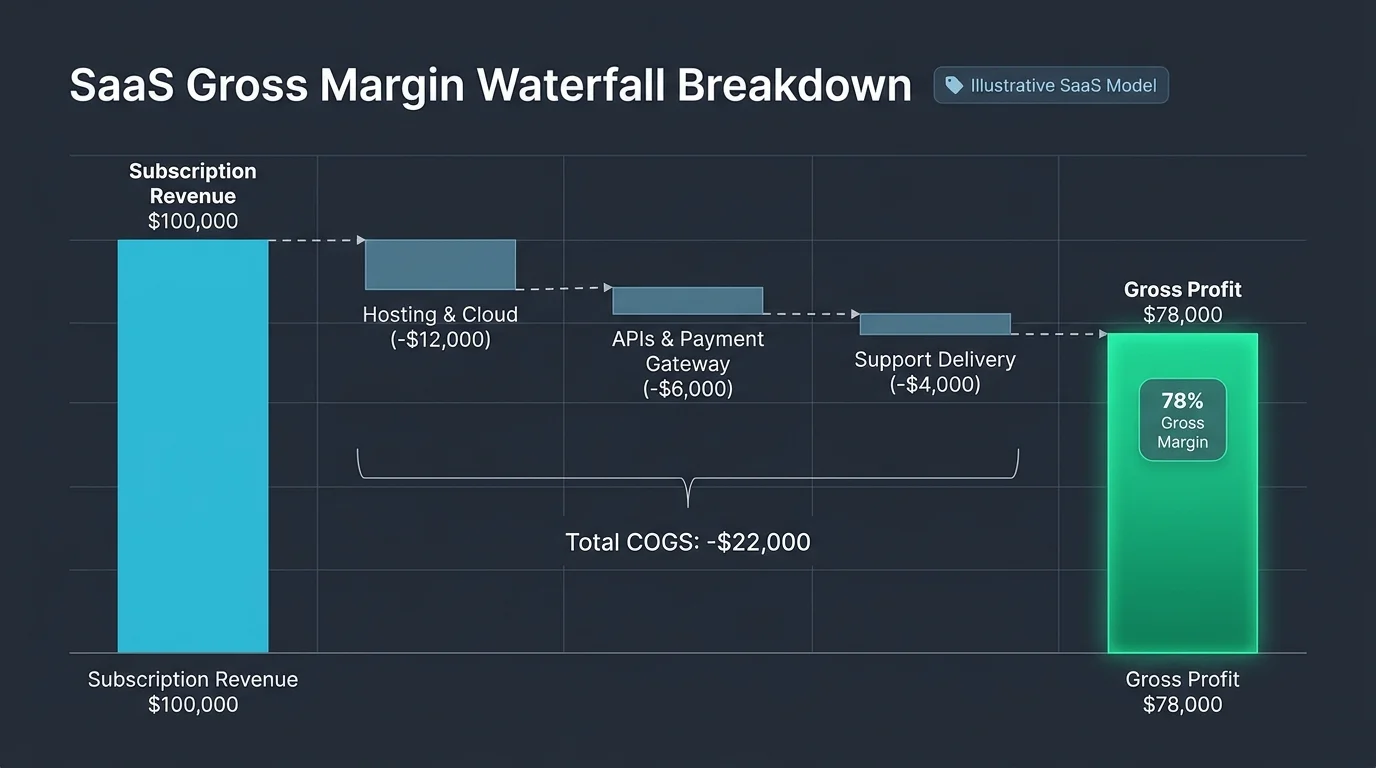 SaaS Gross Margin Waterfall Breakdown
Illustrative SaaS Model
Subscription
Revenue
$100,000
Hosting & Cloud
(-$12,000)
APIs & Payment
Gateway
(-$6,000)
Support Delivery
(-$4,000)
Gross Profit
$78,000
78%
Gross
Margin
Total COGS: -$22,000
Subscription Revenue
$100,000
Gross Profit
$78,000